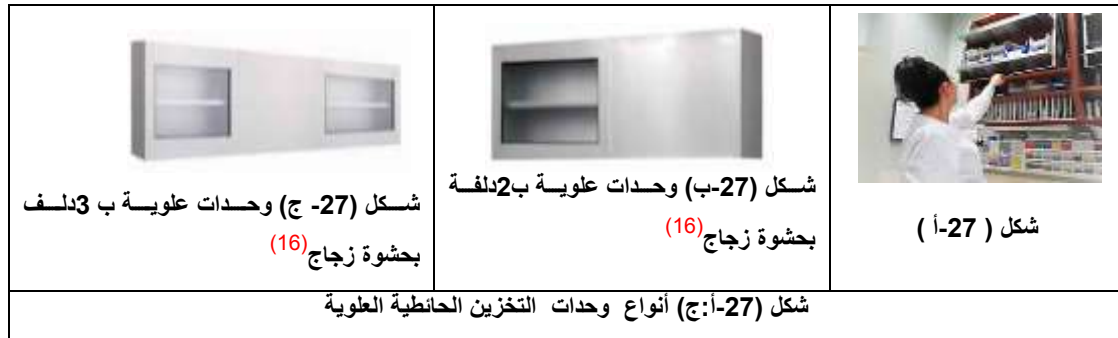 شكل ( 27-أ )
شكل (27-ب) وحدات علوية ب2دلفة
بحشوة زجاج(16)
شكل (27- ج) وحدات علوية ب 3دلف
بحشوة زجاج(16)
شكل (27-أ:ج) أنواع وحدات التخزين الحائطية العلوية